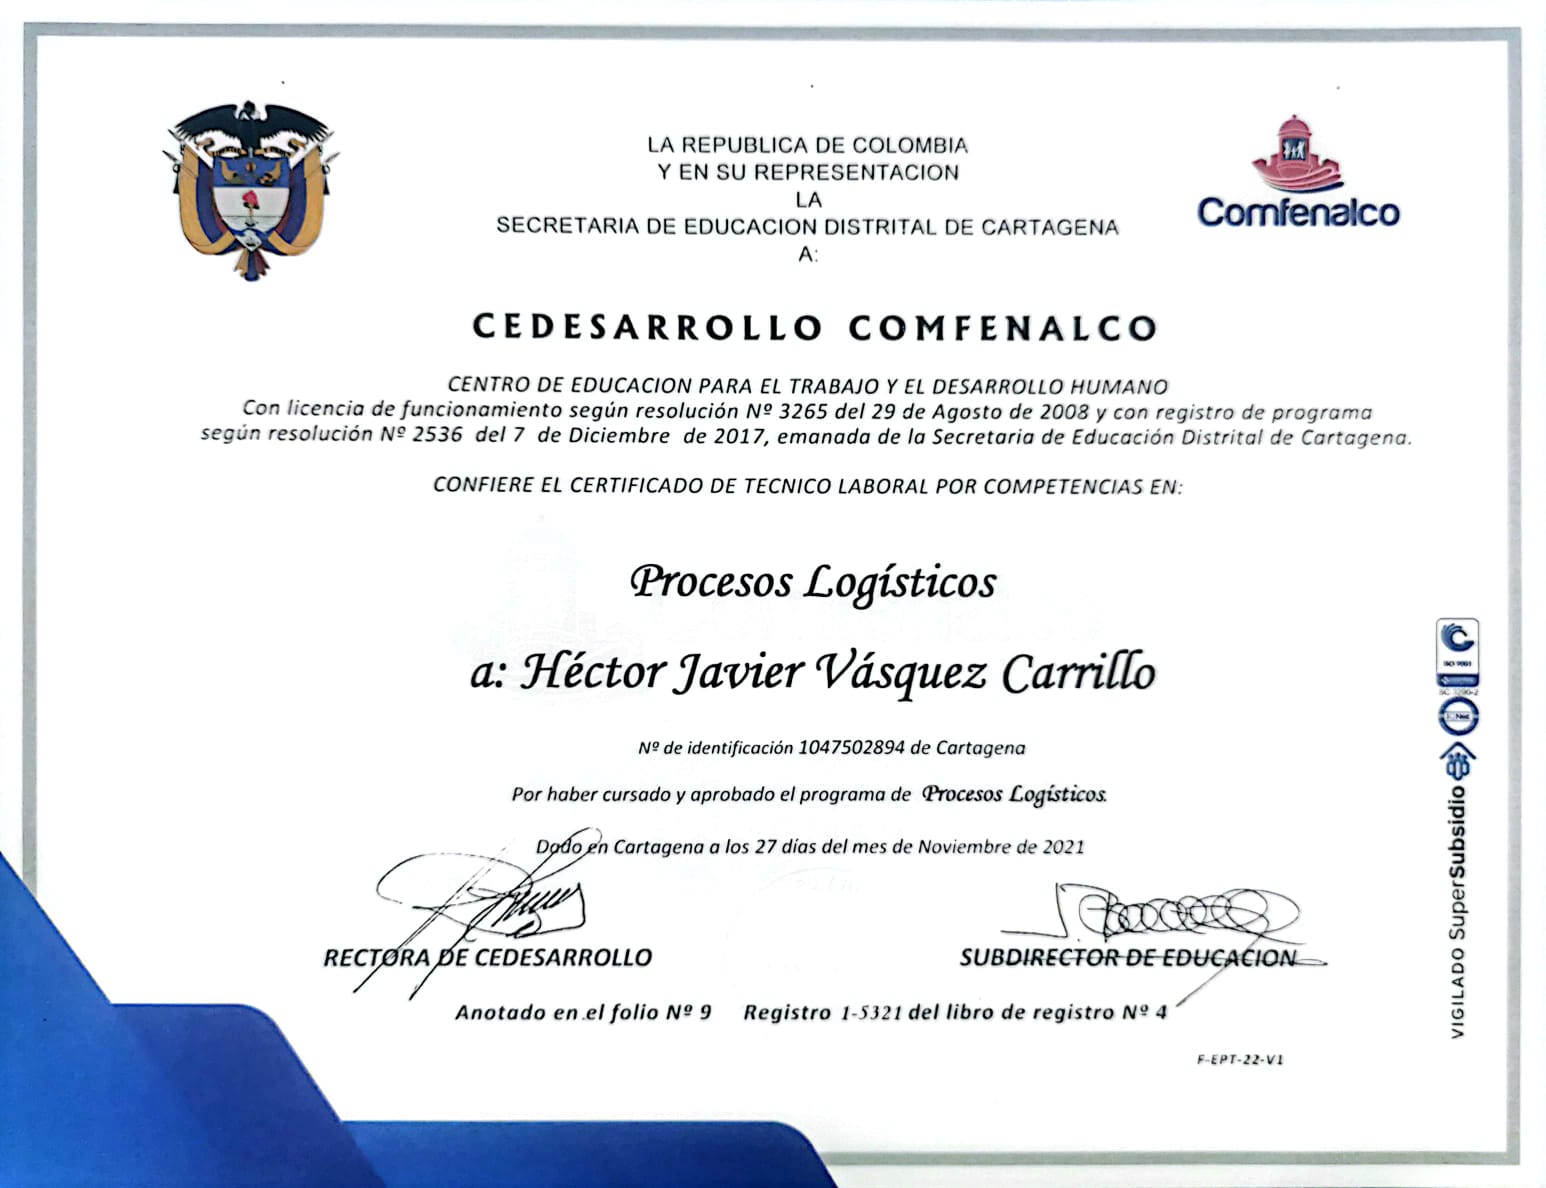 LA REPUBLICA DE COLOMBIA
Y EN SU REPRESENTACION
LA
SECRETARIA DE EDUCACION DISTRITAL DE CARTAGENA
A:
Comfenalco
CEDESARROLLO COMFENALCO
CENTRO DE EDUCACION PARA EL TRABAJO Y EL DESARROLLO HUMANO
Con licencia de funcionamiento según resolución Nº 3265 del 29 de Agosto de 2008 y con registro de programa
según resolución Nº 2536 del 7 de Diciembre de 2017, emanada de la Secretaria de Educación Distrital de Cartagena.
CONFIERE EL CERTIFICADO DE TECNICO LABORAL POR COMPETENCIAS EN:
Procesos Logísticos
a: Héctor Javier Vásquez Carrillo
Nº de identificación 1047502894 de Cartagena
Por haber cursado y aprobado el programa de Procesos Logísticos.
Dado en Cartagena a los 27 días del mes de Noviembre de 2021
RECTORA DE CEDESARROLLO
SUBDIRECTOR DE EDUCACION
Anotado en el folio Nº 9 Registro 1-5321 del libro de registro Nº 4
F-EPT-22-V1
ISO 9001
VIGILADO SuperSubsidio